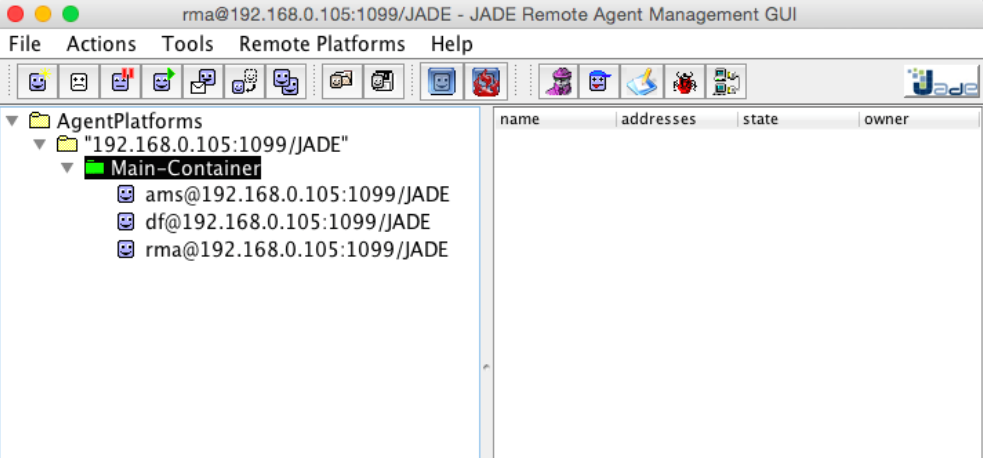 rma@192.168.0.105:1099/JADE - JADE Remote Agent Management GUI
File Actions Tools Remote Platforms Help
Jade
AgentPlatforms
"192.168.0.105:1099/JADE"
Main-Container
ams@192.168.0.105:1099/JADE
df@192.168.0.105:1099/JADE
rma@192.168.0.105:1099/JADE
name addresses state owner